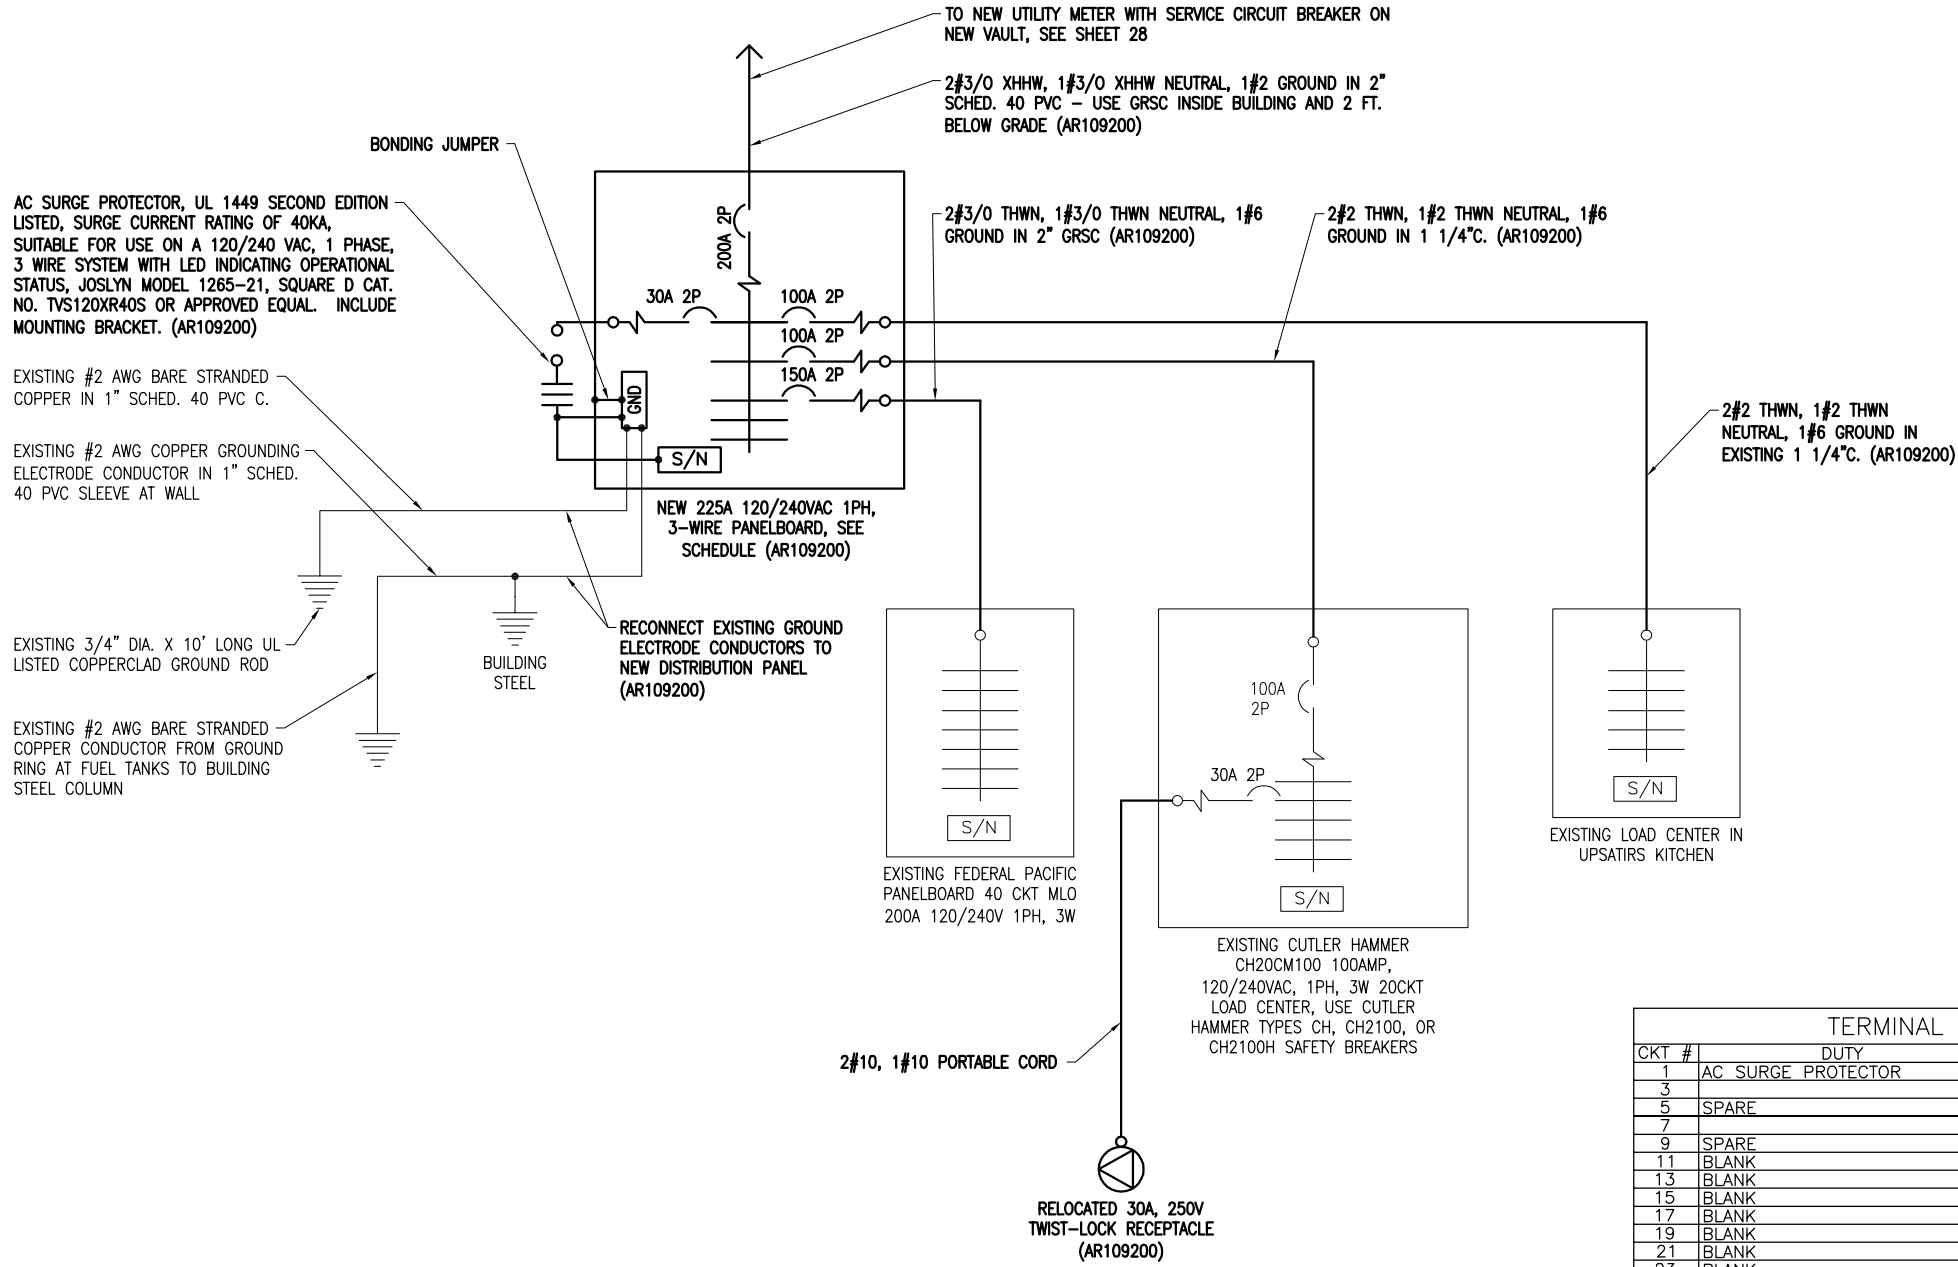 TO NEW UTILITY METER WITH SERVICE CIRCUIT BREAKER ON
NEW VAULT, SEE SHEET 28
2#3/0 XHHW, 1#3/0 XHHW NEUTRAL, 1#2 GROUND IN 2"
SCHED. 40 PVC – USE GRSC INSIDE BUILDING AND 2 FT.
BELOW GRADE (AR109200)
BONDING JUMPER
AC SURGE PROTECTOR, UL 1449 SECOND EDITION
LISTED, SURGE CURRENT RATING OF 40KA,
SUITABLE FOR USE ON A 120/240 VAC, 1 PHASE,
3 WIRE SYSTEM WITH LED INDICATING OPERATIONAL
STATUS, JOSLYN MODEL 1265-21, SQUARE D CAT.
NO. TVS120XR40S OR APPROVED EQUAL. INCLUDE
MOUNTING BRACKET. (AR109200)
2#3/0 THWN, 1#3/0 THWN NEUTRAL, 1#6
GROUND IN 2" GRSC (AR109200)
2#2 THWN, 1#2 THWN NEUTRAL, 1#6
GROUND IN 1 1/4"C. (AR109200)
200A 2P
30A 2P
100A 2P
100A 2P
150A 2P
GND
S/N
EXISTING #2 AWG BARE STRANDED
COPPER IN 1" SCHED. 40 PVC C.
EXISTING #2 AWG COPPER GROUNDING
ELECTRODE CONDUCTOR IN 1" SCHED.
40 PVC SLEEVE AT WALL
2#2 THWN, 1#2 THWN
NEUTRAL, 1#6 GROUND IN
EXISTING 1 1/4"C. (AR109200)
NEW 225A 120/240VAC 1PH,
3-WIRE PANELBOARD, SEE
SCHEDULE (AR109200)
EXISTING 3/4" DIA. X 10' LONG UL
LISTED COPPERCLAD GROUND ROD
BUILDING
STEEL
RECONNECT EXISTING GROUND
ELECTRODE CONDUCTORS TO
NEW DISTRIBUTION PANEL
(AR109200)
EXISTING #2 AWG BARE STRANDED
COPPER CONDUCTOR FROM GROUND
RING AT FUEL TANKS TO BUILDING
STEEL COLUMN
S/N
EXISTING FEDERAL PACIFIC
PANELBOARD 40 CKT MLO
200A 120/240V 1PH, 3W
100A
2P
30A 2P
S/N
EXISTING CUTLER HAMMER
CH20CM100 100AMP,
120/240VAC, 1PH, 3W 20CKT
LOAD CENTER, USE CUTLER
HAMMER TYPES CH, CH2100, OR
CH2100H SAFETY BREAKERS
S/N
EXISTING LOAD CENTER IN
UPSATIRS KITCHEN
2#10, 1#10 PORTABLE CORD
RELOCATED 30A, 250V
TWIST-LOCK RECEPTACLE
(AR109200)
TERMINAL
CKT # DUTY
1 AC SURGE PROTECTOR
3
5 SPARE
7
9 SPARE
11 BLANK
13 BLANK
15 BLANK
17 BLANK
19 BLANK
21 BLANK